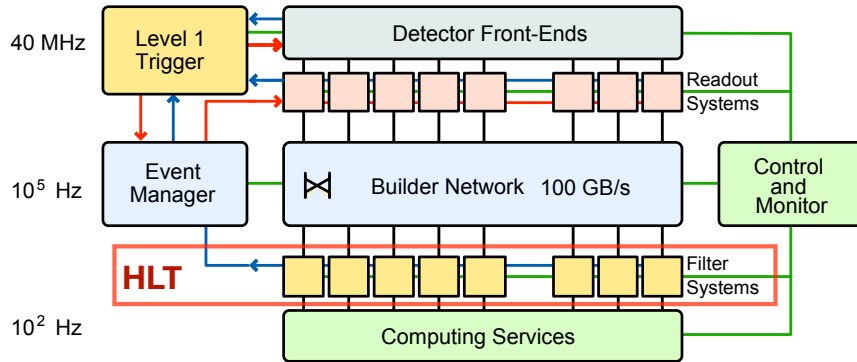 40 MHz
Level 1
Trigger
Detector Front-Ends
Readout
Systems
10⁵ Hz
Event
Manager
Builder Network 100 GB/s
Control
and
Monitor
HLT
Filter
Systems
10² Hz
Computing Services